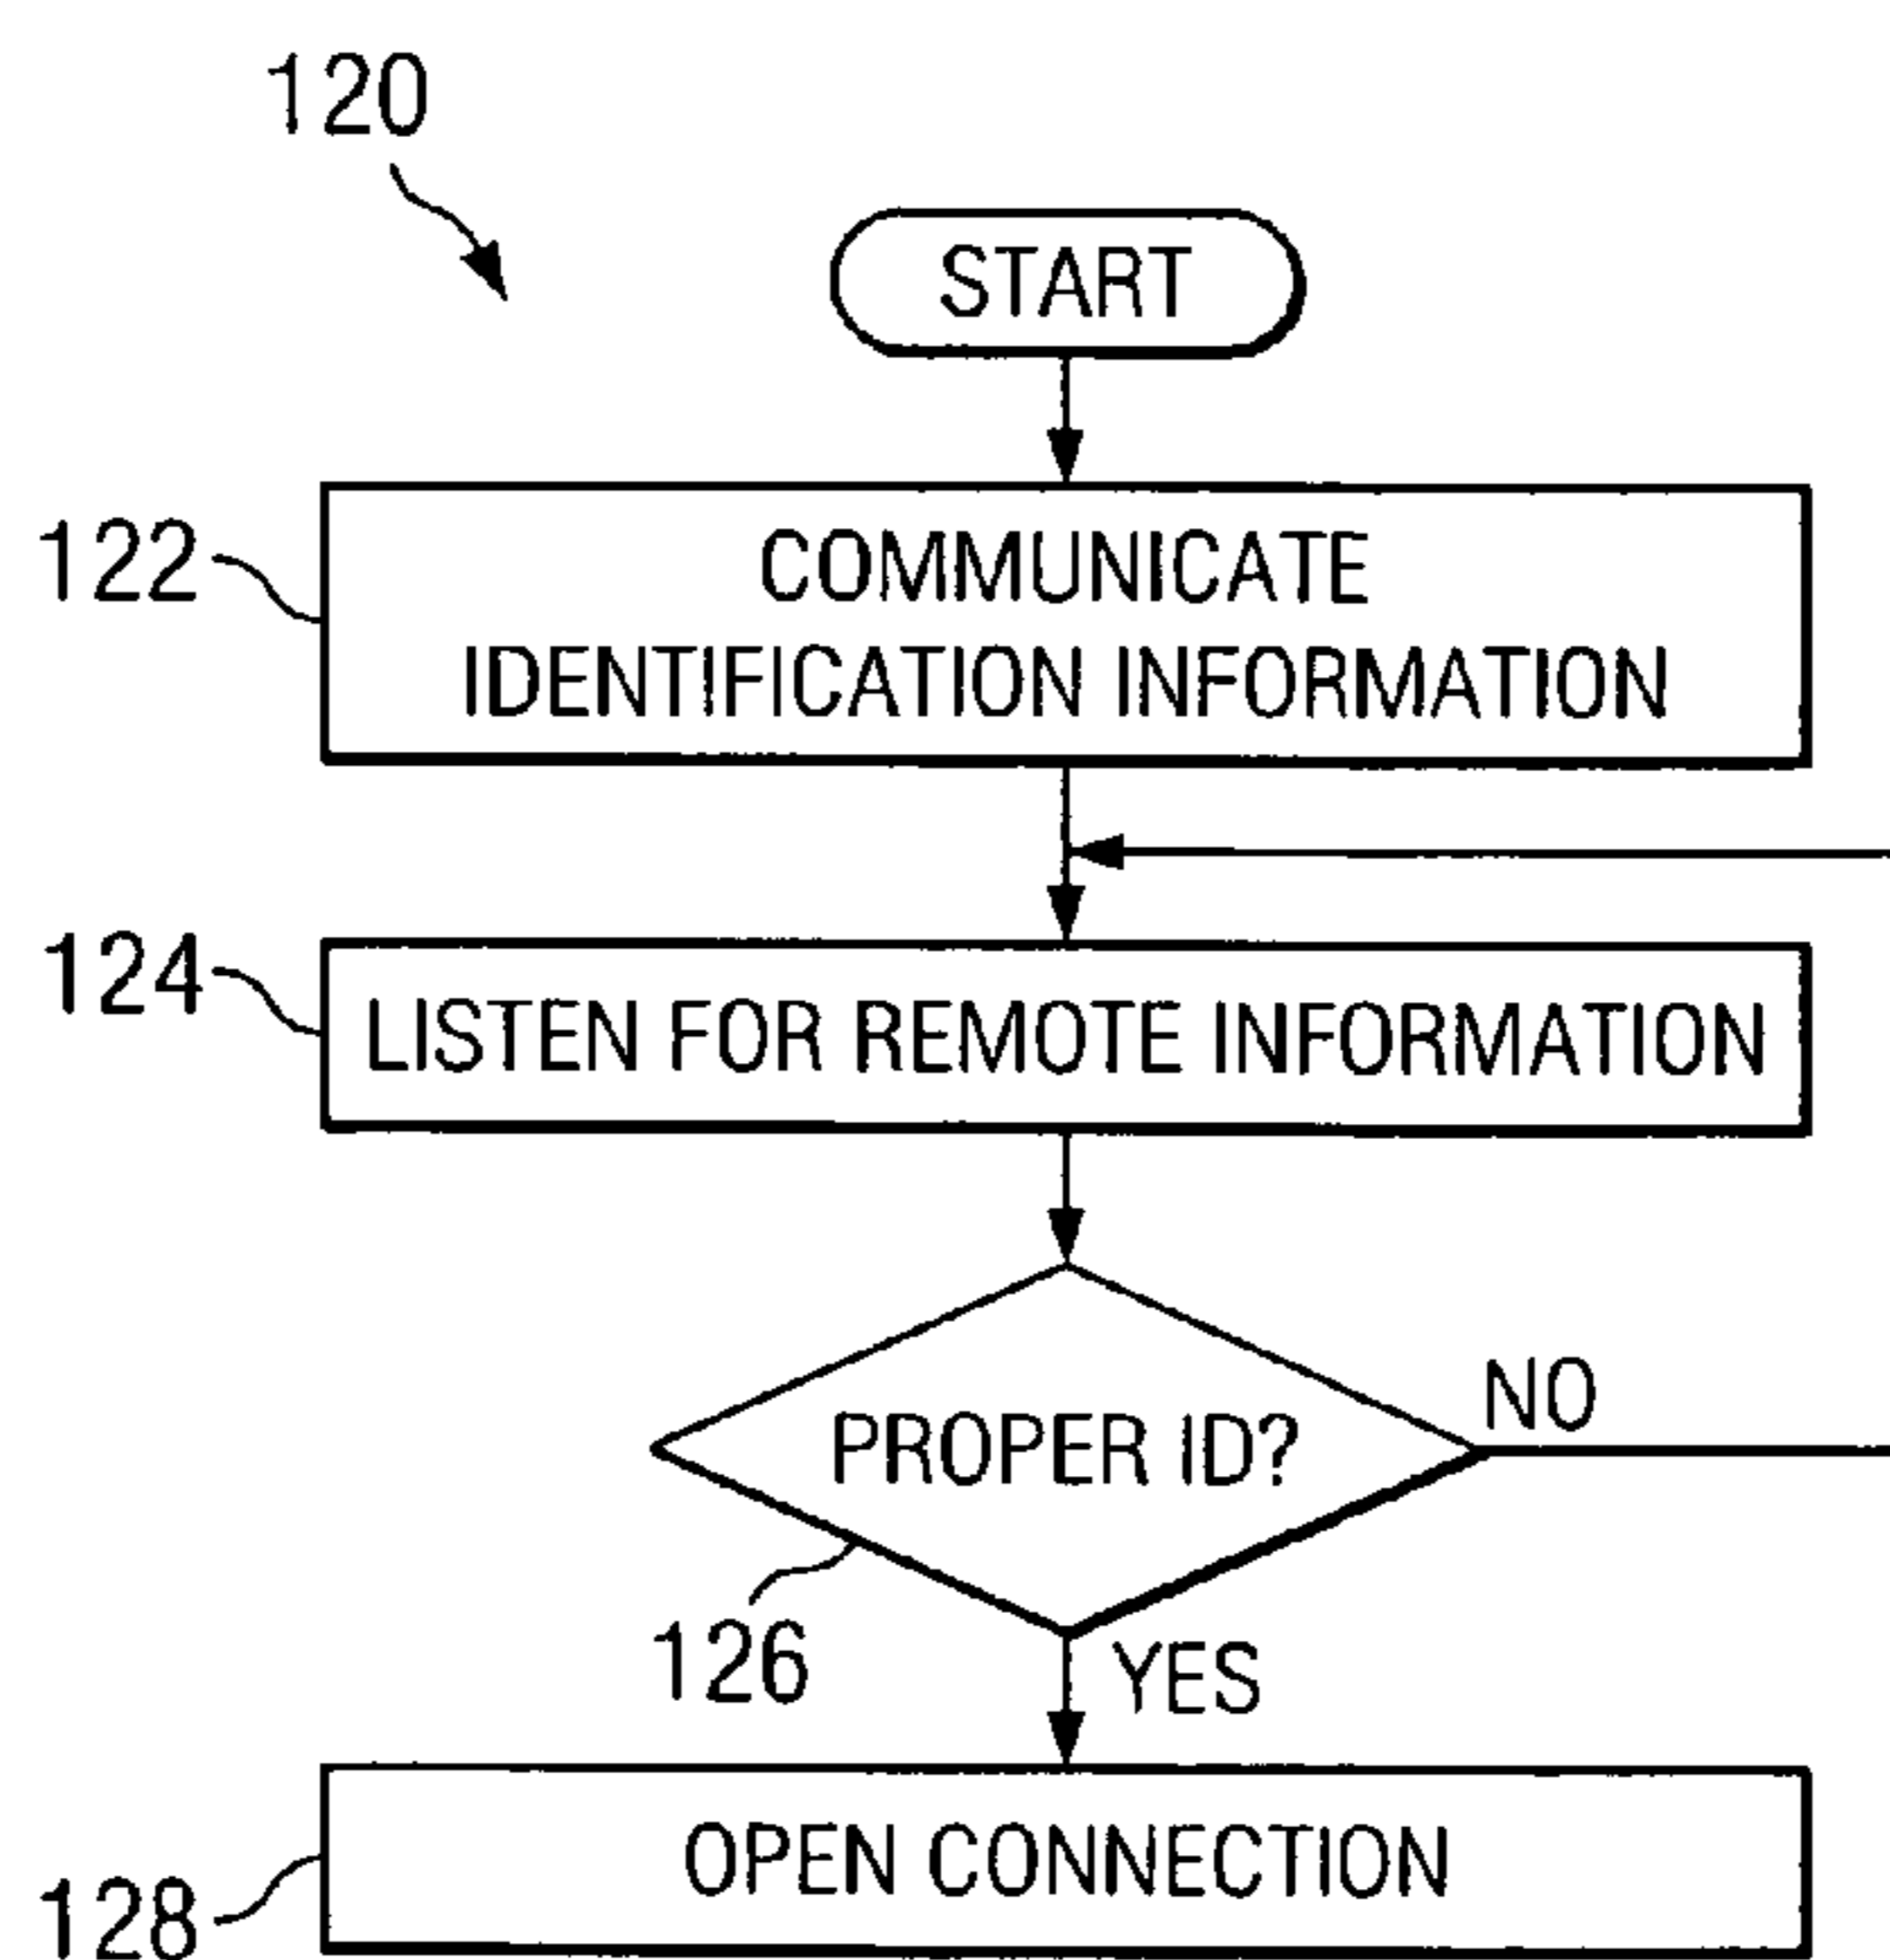 120
START
122
COMMUNICATE
IDENTIFICATION INFORMATION
124
LISTEN FOR REMOTE INFORMATION
PROPER ID?
NO
126
YES
OPEN CONNECTION
128